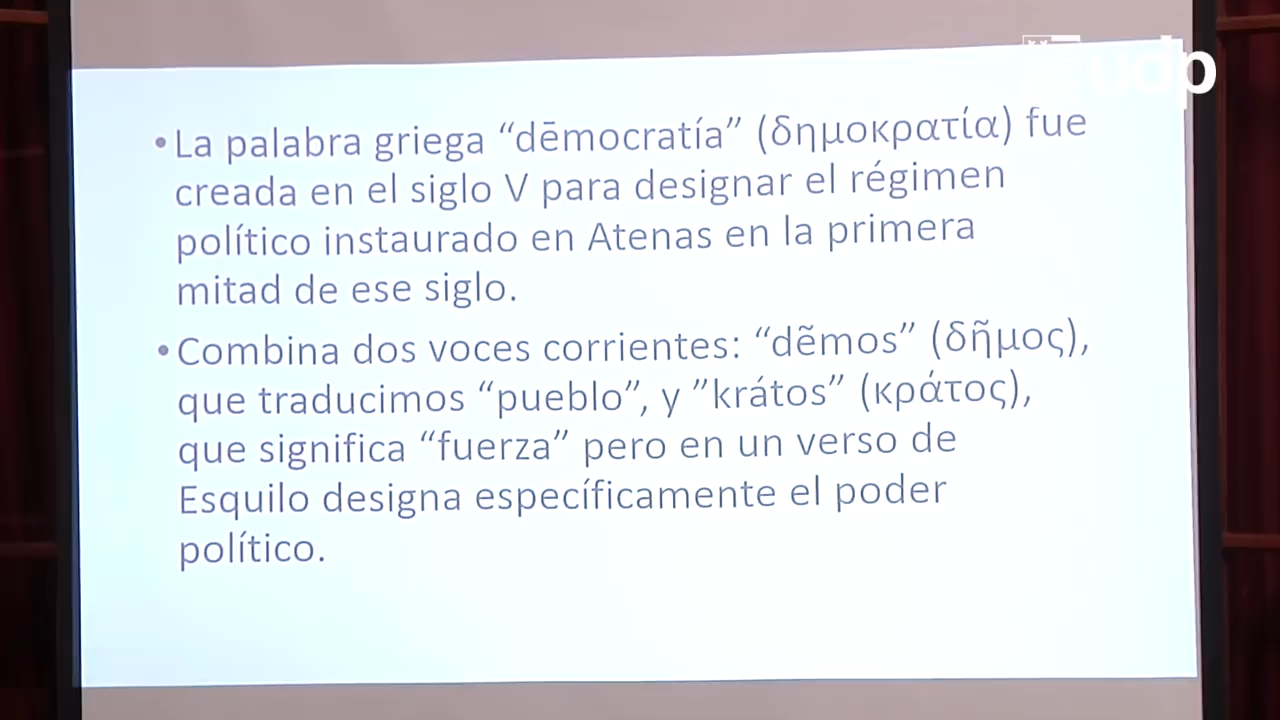 udp
• La palabra griega “dēmocratía” (δημοκρατία) fue
creada en el siglo V para designar el régimen
político instaurado en Atenas en la primera
mitad de ese siglo.
• Combina dos voces corrientes: “dẽmos” (δῆμος),
que traducimos “pueblo”, y ”krátos” (κράτος),
que significa “fuerza” pero en un verso de
Esquilo designa específicamente el poder
político.